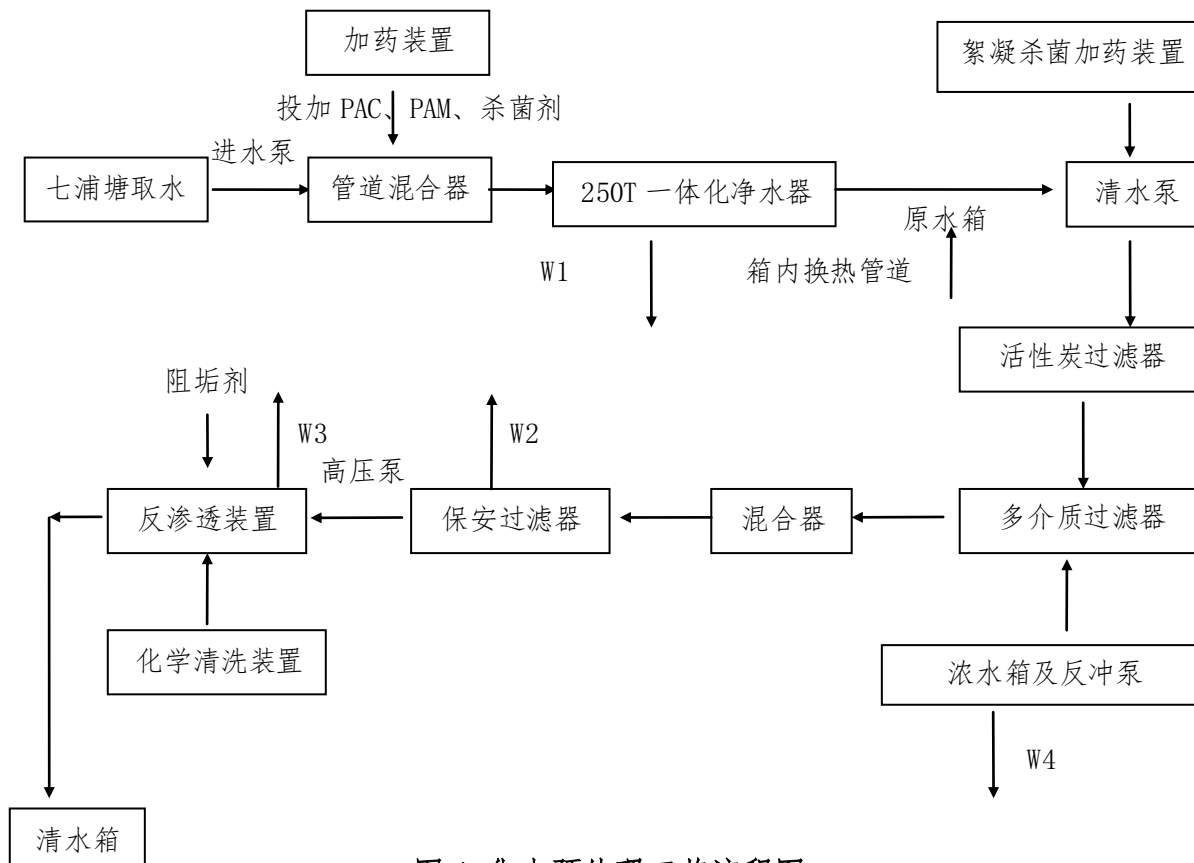 加药装置
絮凝杀菌加药装置
投加 PAC、PAM、杀菌剂
进水泵
七浦塘取水
管道混合器
250T 一体化净水器
原水箱
清水泵
W1
箱内换热管道
活性炭过滤器
阻垢剂
W3
W2
高压泵
反渗透装置
保安过滤器
混合器
多介质过滤器
化学清洗装置
浓水箱及反冲泵
W4
清水箱